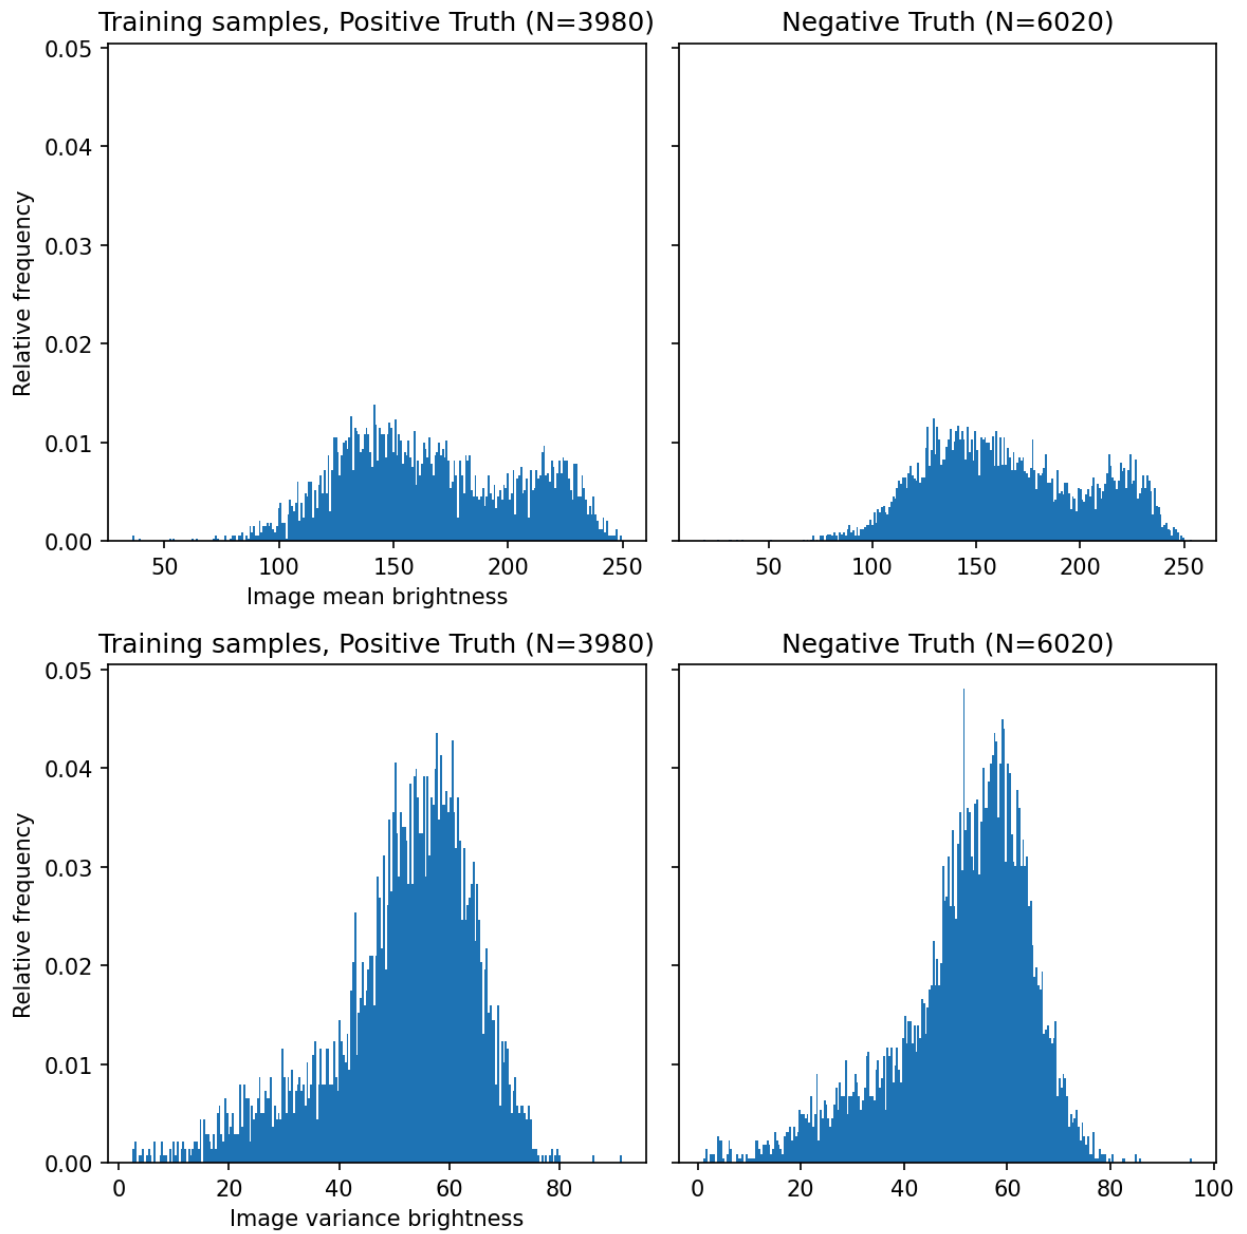 Training samples, Positive Truth (N=3980)
Negative Truth (N=6020)
0.05
0.04
0.03
0.02
0.01
0.00
Relative frequency
50 100 150 200 250
50 100 150 200 250
Image mean brightness
Training samples, Positive Truth (N=3980)
Negative Truth (N=6020)
0.05
0.04
0.03
0.02
0.01
0.00
Relative frequency
0 20 40 60 80
0 20 40 60 80 100
Image variance brightness